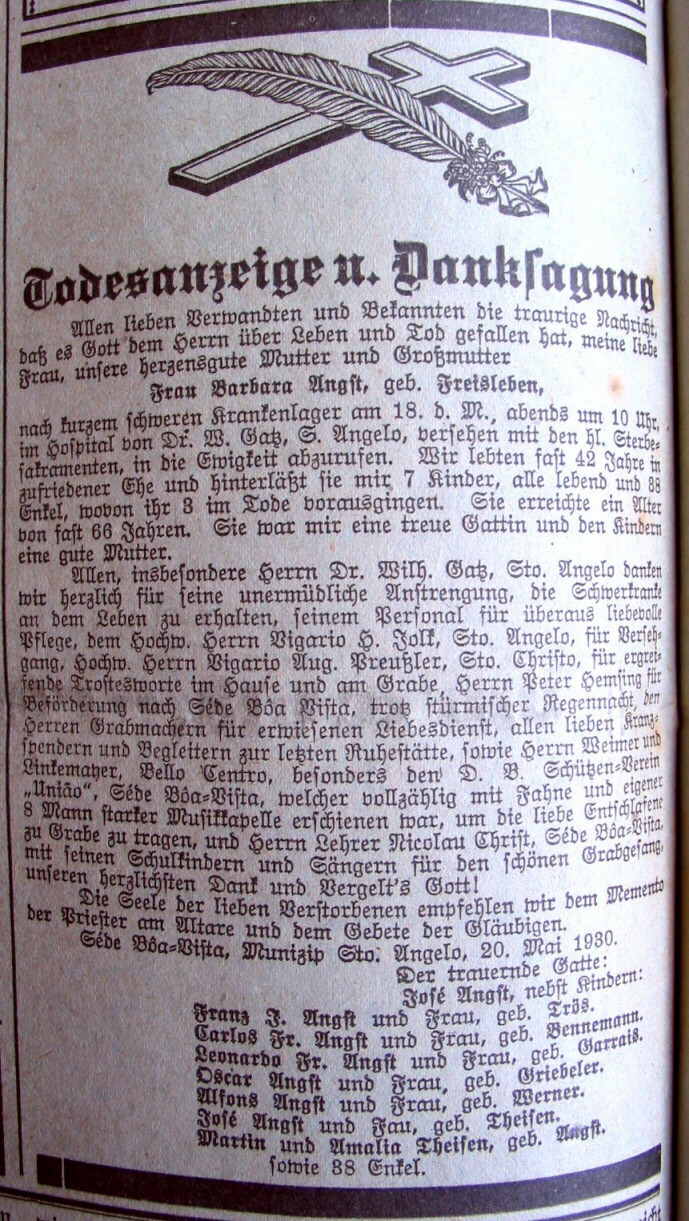 Todesanzeige u. Danksagung
Allen lieben Verwandten und Bekannten die traurige Nachricht,
daß es Gott dem Herrn über Leben und Tod gefallen hat, meine liebe
Frau, unsere herzensgute Mutter und Großmutter
Frau Barbara Angst, geb. Freisleben,
nach kurzem schweren Krankenlager am 18. d. M., abends um 10 Uhr,
im Hospital von Dr. W. Gatz, S. Angelo, versehen mit den hl. Sterbe-
sakramenten, in die Ewigkeit abzurufen. Wir lebten fast 42 Jahre in
zufriedener Ehe und hinterläßt sie mir 7 Kinder, alle lebend und 38
Enkel, wovon ihr 3 im Tode vorausgingen. Sie erreichte ein Alter
von fast 66 Jahren. Sie war mir eine treue Gattin und den Kindern
eine gute Mutter.
Allen, insbesondere Herrn Dr. Wilh. Gatz, Sto. Angelo danken
wir herzlich für seine unermüdliche Anstrengung, die Schwerkranke
an dem Leben zu erhalten, seinem Personal für überaus liebevolle
Pflege, dem Hochw. Herrn Vigario H. Jolk, Sto. Angelo, für Verseh-
gang, Hochw. Herrn Vigario Aug. Preußler, Sto. Christo, für ergrei-
fende Trostesworte im Hause und am Grabe, Herrn Peter Hemsing für
Beförderung nach Séde Bôa Vista, trotz stürmischer Regennacht, den
Herren Grabmachern für erwiesenen Liebesdienst, allen lieben Kranz-
spendern und Begleitern zur letzten Ruhestätte, sowie Herrn Weimer und
Linkemayer, Bello Centro, besonders den D. B. Schützen-Verein
„União“, Séde Bôa-Vista, welcher vollzählig mit Fahne und eigener
8 Mann starker Musikkapelle erschienen war, um die liebe Entschlafene
zu Grabe zu tragen, und Herrn Lehrer Nicolau Christ, Séde Bôa-Vista,
mit seinen Schulkindern und Sängern für den schönen Grabgesang,
unseren herzlichsten Dank und Vergelt's Gott!
Die Seele der lieben Verstorbenen empfehlen wir dem Memento
der Priester am Altare und dem Gebete der Gläubigen.
Séde Bôa-Vista, Munizip Sto. Angelo, 20. Mai 1930.
Der trauernde Gatte:
José Angst, nebst Kindern:
Franz J. Angst und Frau, geb. Trös.
Carlos Fr. Angst und Frau, geb. Bennemann.
Leonardo Fr. Angst und Frau, geb. Garrais.
Oscar Angst und Frau, geb. Griebeler.
Alfons Angst und Frau, geb. Werner.
José Angst und Fau, geb. Theisen.
Martin und Amalia Theisen, geb. Angst.
sowie 38 Enkel.